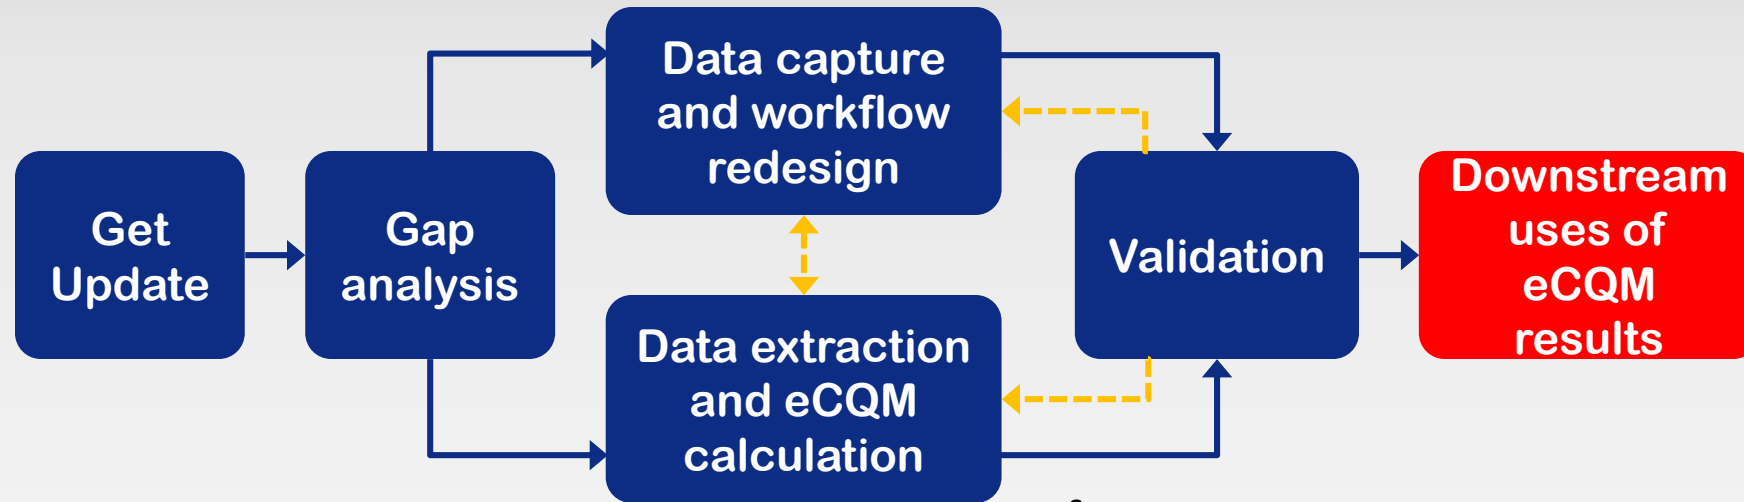 Get
Update
Gap
analysis
Data capture
and workflow
redesign
Data extraction
and eCQM
calculation
Validation
Downstream
uses of
eCQM
results